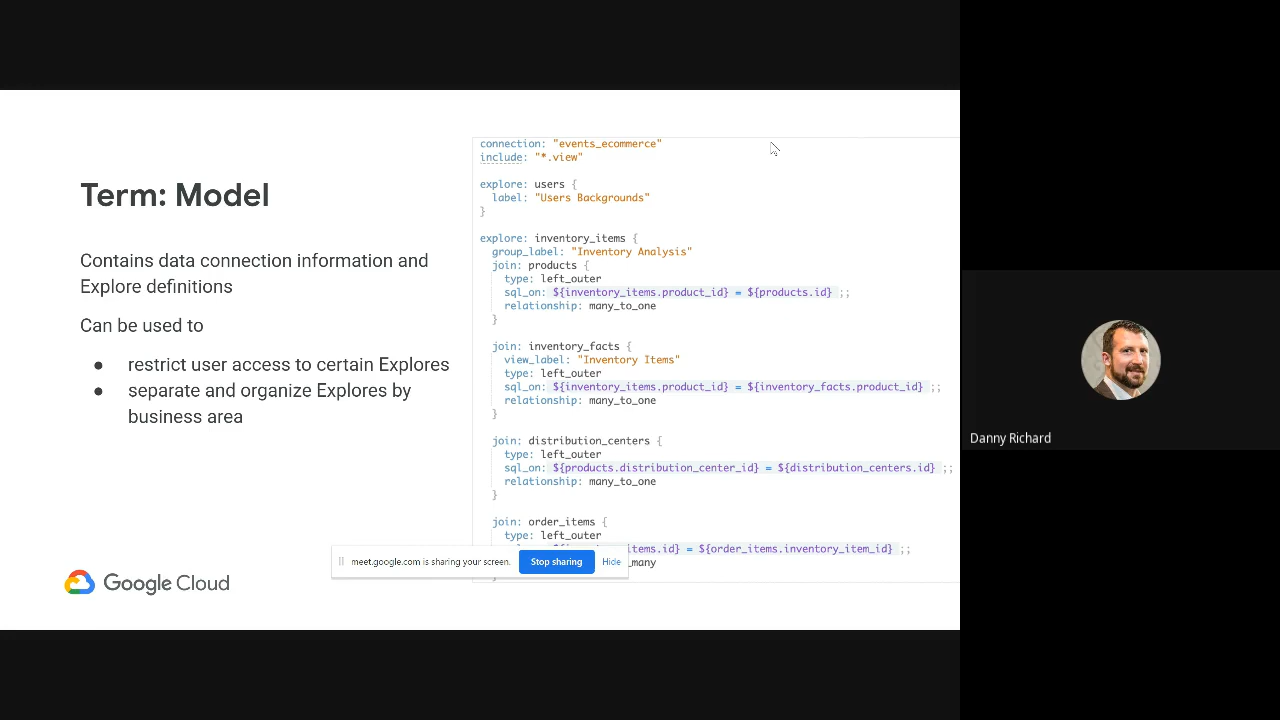 Term: Model
Contains data connection information and
Explore definitions
Can be used to
● restrict user access to certain Explores
● separate and organize Explores by
business area
Google Cloud
connection: "events_ecommerce"
include: "*.view"
explore: users {
label: "Users Backgrounds"
}
explore: inventory_items {
group_label: "Inventory Analysis"
join: products {
type: left_outer
sql_on: ${inventory_items.product_id} = ${products.id} ;;
relationship: many_to_one
}
join: inventory_facts {
view_label: "Inventory Items"
type: left_outer
sql_on: ${inventory_items.product_id} = ${inventory_facts.product_id} ;;
relationship: many_to_one
}
join: distribution_centers {
type: left_outer
sql_on: ${products.distribution_center_id} = ${distribution_centers.id} ;;
relationship: many_to_one
}
join: order_items {
type: left_outer
tems.id} = ${order_items.inventory_item_id} ;;
_many
meet.google.com is sharing your screen.
Stop sharing
Hide
Danny Richard